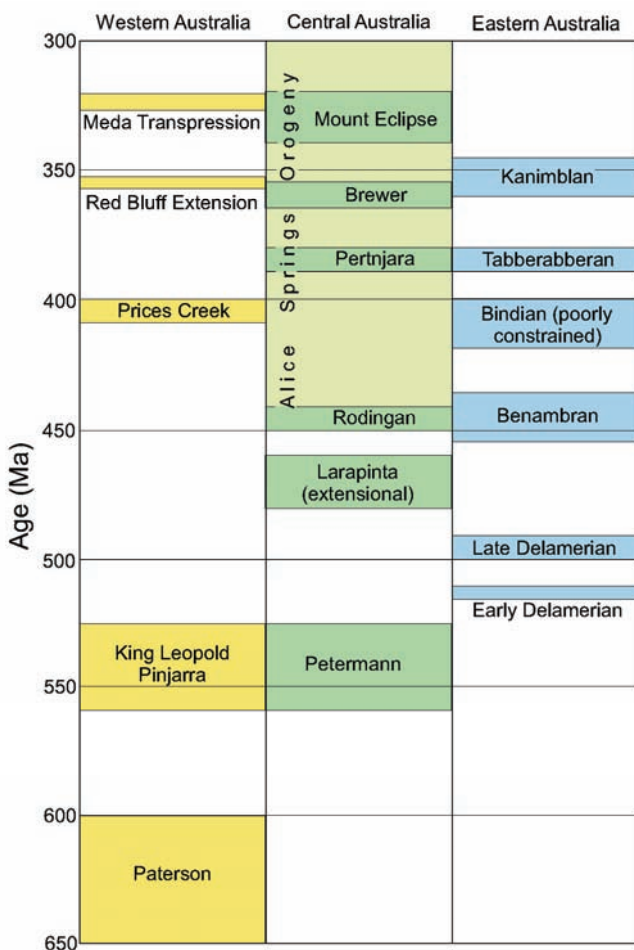 Western Australia
Central Australia
Eastern Australia
Age (Ma)
300
350
400
450
500
550
600
650
Meda Transpression
Red Bluff Extension
Prices Creek
King Leopold
Pinjarra
Paterson
Alice Springs Orogeny
Mount Eclipse
Brewer
Pertnjara
Rodingan
Larapinta
(extensional)
Petermann
Kanimblan
Tabberabberan
Bindian (poorly
constrained)
Benambran
Late Delamerian
Early Delamerian